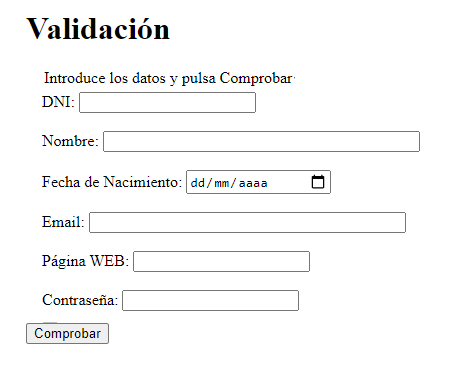 Validación
Introduce los datos y pulsa Comprobar
DNI:
Nombre:
Fecha de Nacimiento: dd/mm/aaaa
Email:
Página WEB:
Contraseña:
Comprobar